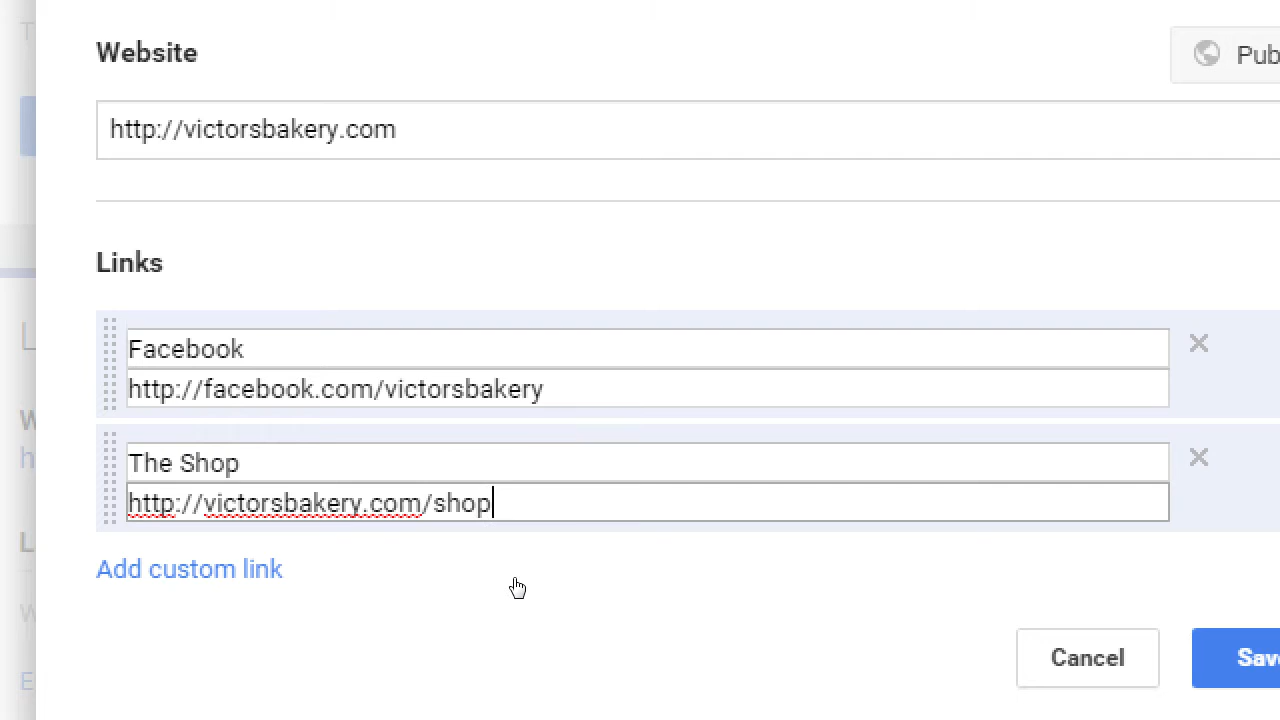 Website
Pub
http://victorsbakery.com
Links
Facebook
http://facebook.com/victorsbakery
The Shop
http://victorsbakery.com/shop
Add custom link
Cancel
Save